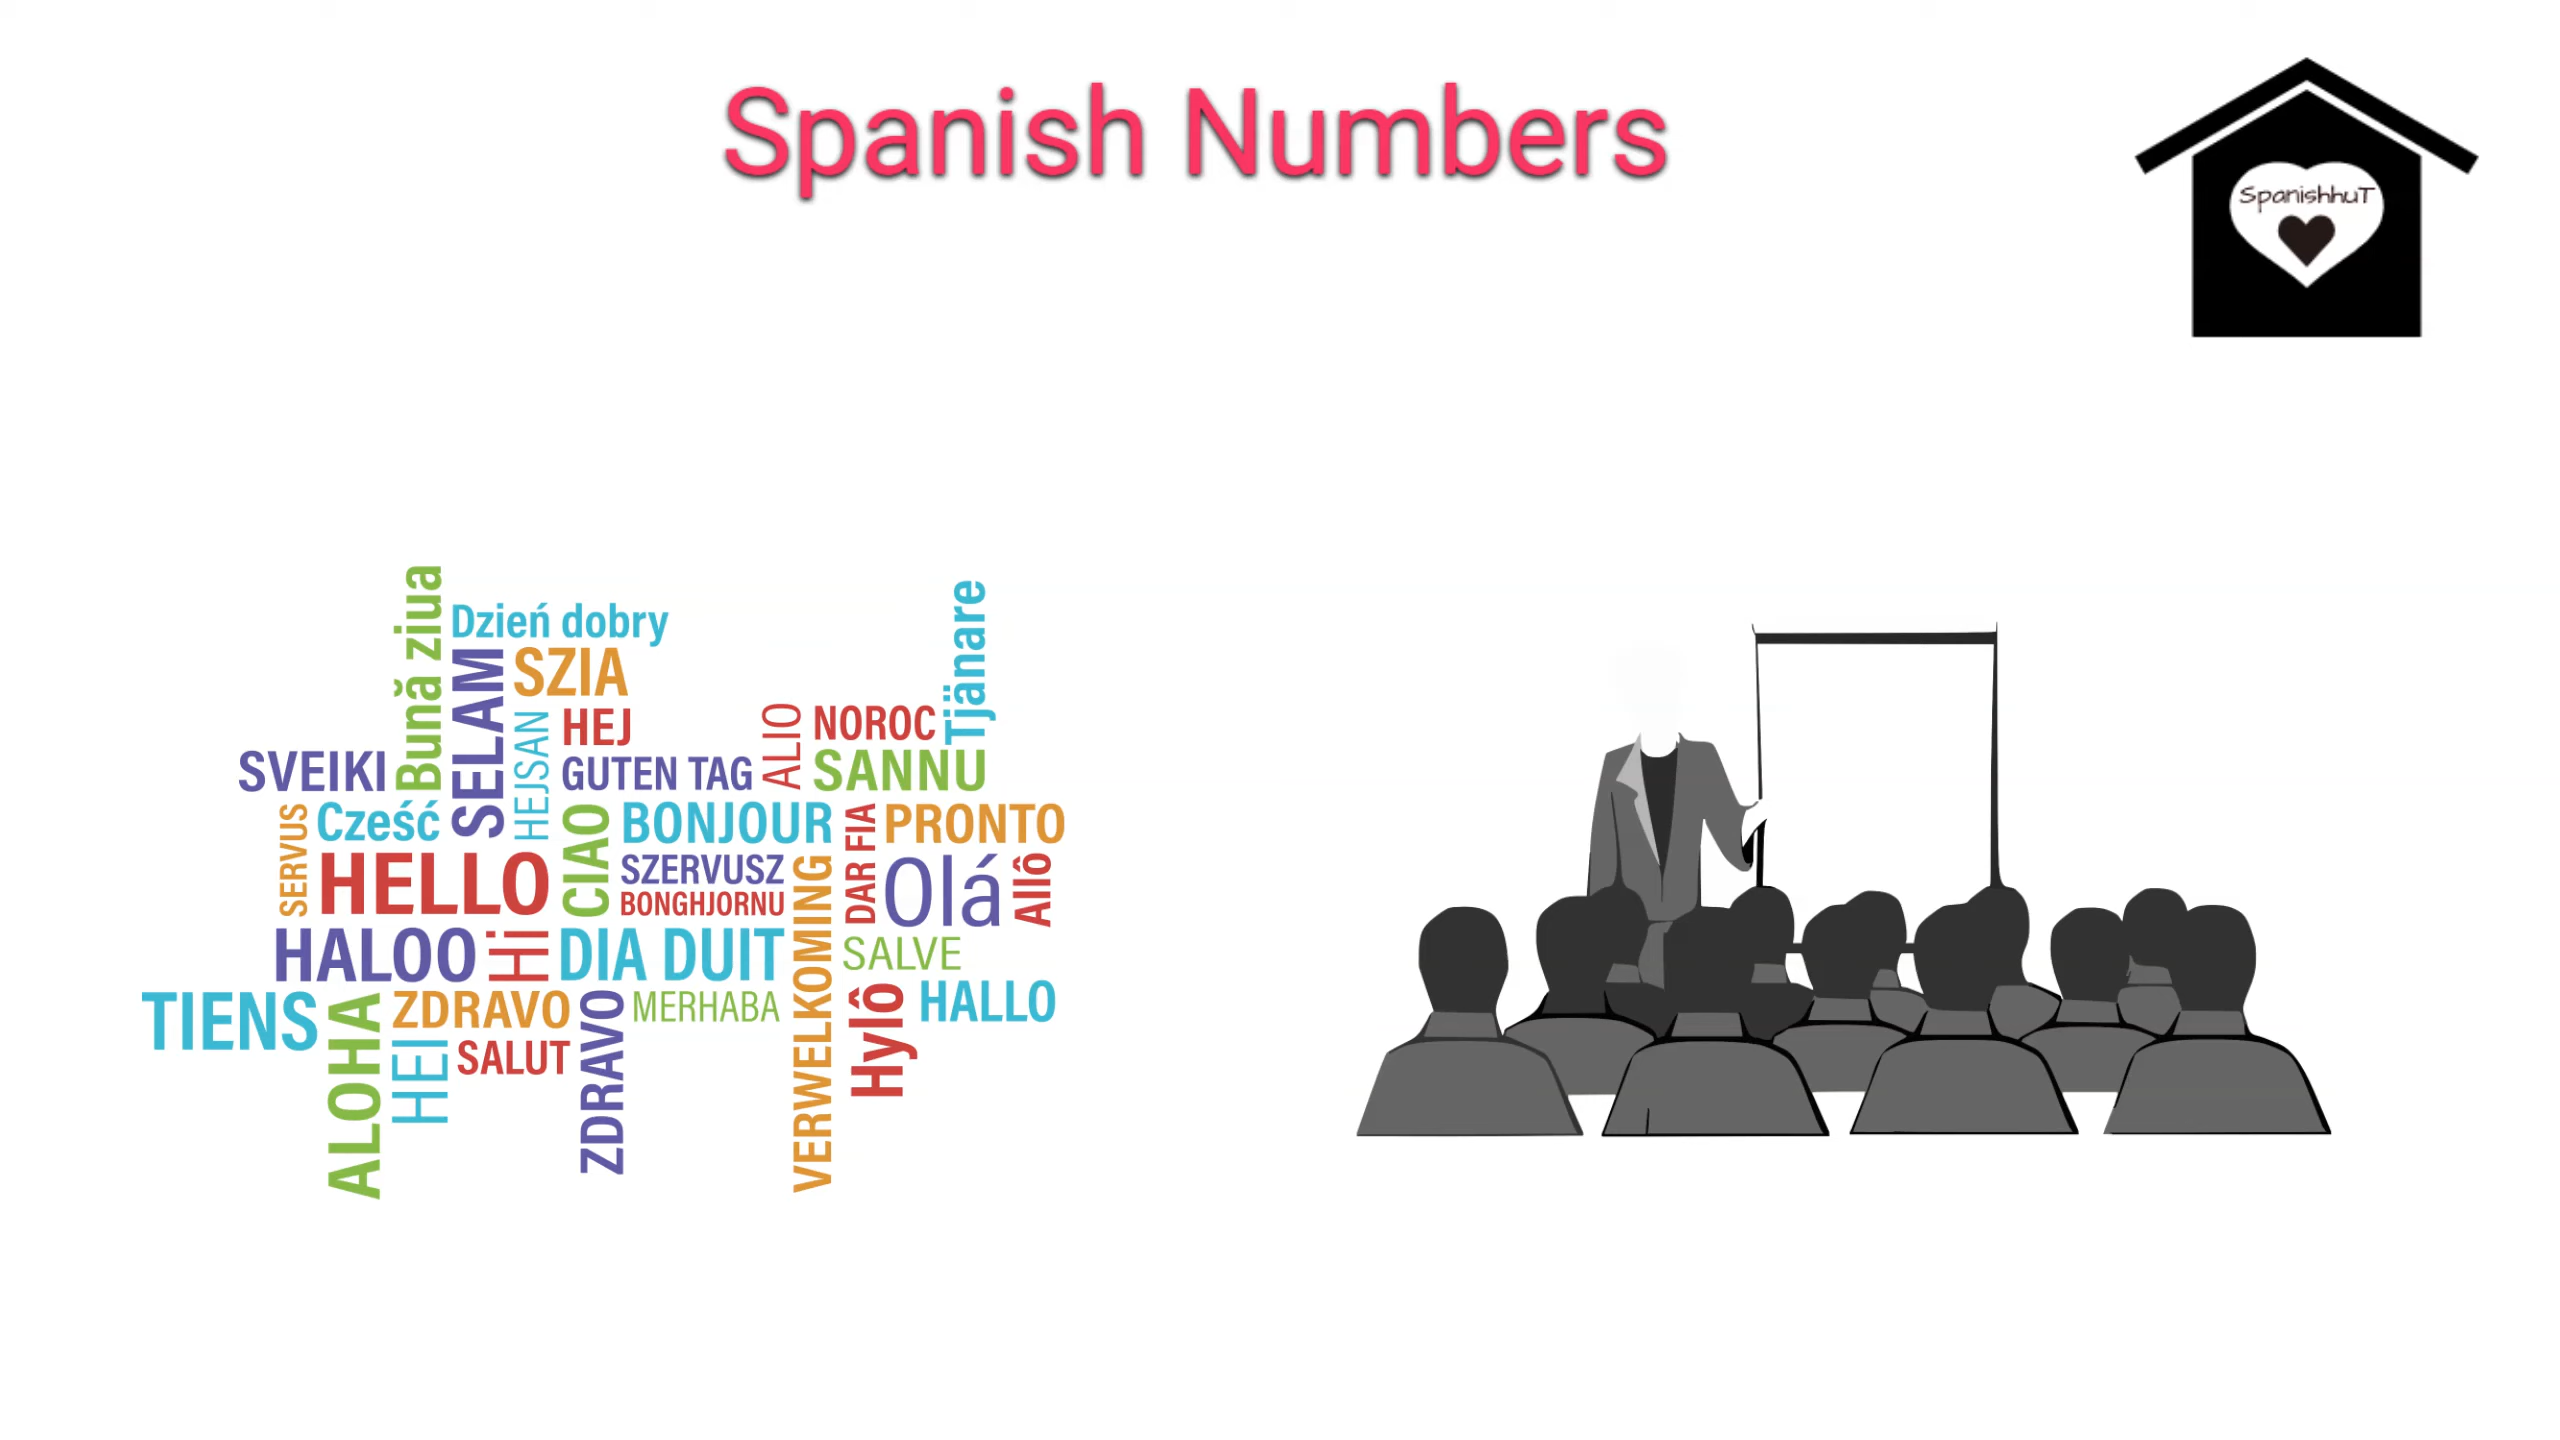 Spanish Numbers
SpanishhuT
Bună ziua
Dzień dobry
Tjänare
SELAM
SZIA
HEJSAN
HEJ
ALIO
NOROC
SVEIKI
GUTEN TAG
SANNU
SERVUS
Cześć
CIAO
BONJOUR
DAR FIA
PRONTO
HELLO
SZERVUSZ
BONGHJORNU
VERWELKOMING
Olá
Allô
HALOO
Hi
DIA DUIT
SALVE
TIENS
ALOHA
ZDRAVO
ZDRAVO
MERHABA
Hylô
HALLO
HEI
SALUT